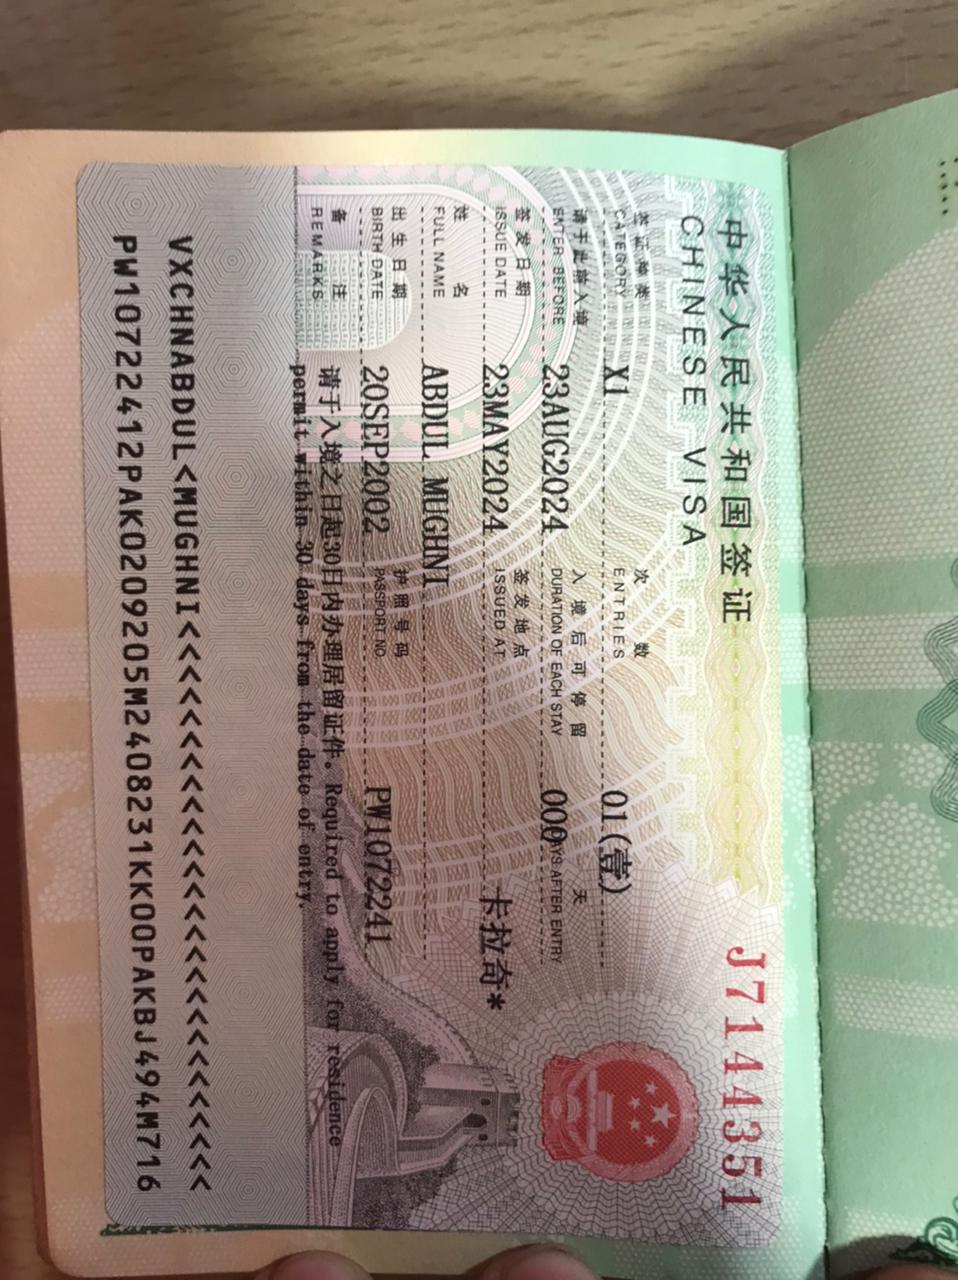 中华人民共和国签证
CHINESE VISA
J7144351
签证种类 CATEGORY X1 次数 ENTRIES 01(壹)
请于此前入境 ENTER BEFORE 23AUG2024 入境后可停留 DURATION OF EACH STAY 000 天 DAYS AFTER ENTRY
签发日期 ISSUE DATE 23MAY2024 签发地点 ISSUED AT 卡拉奇*
姓名 FULL NAME ABDUL MUGHNI
出生日期 BIRTH DATE 20SEP2002 护照号码 PASSPORT NO PW1072241
备注 REMARKS 请于入境之日起30日内办理居留证件。Required to apply for residence
permit within 30 days from the date of entry.
VXCHNABDUL<MUGHNI<<<<<<<<<<<<<<<<<<<<<<<<<<<
PW10722412PAK0209205M2408231KK00PAKBJ494M716